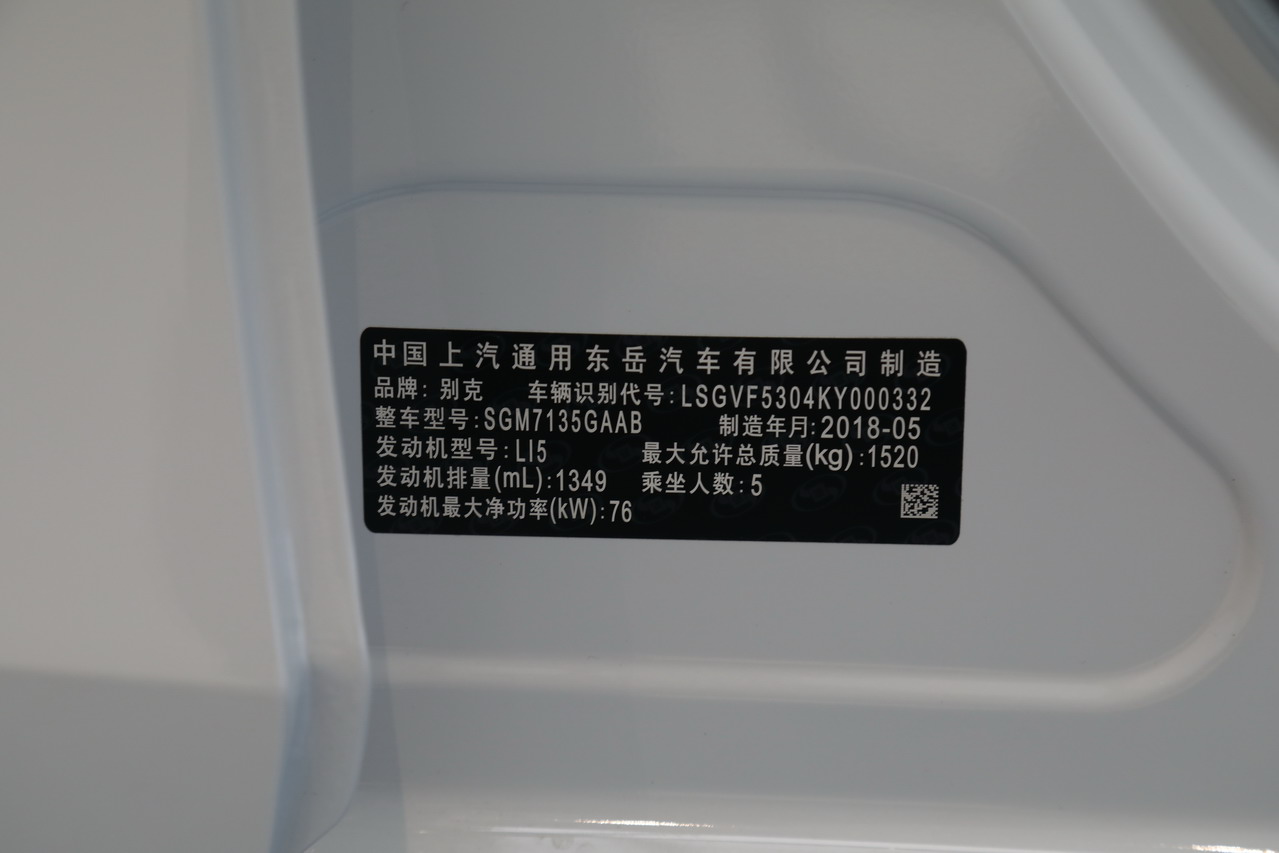 中国上汽通用东岳汽车有限公司制造
品牌: 别克 车辆识别代号: LSGVF5304KY000332
整车型号: SGM7135GAAB 制造年月: 2018-05
发动机型号: LI5 最大允许总质量(kg): 1520
发动机排量(mL): 1349 乘坐人数: 5
发动机最大净功率(kW): 76